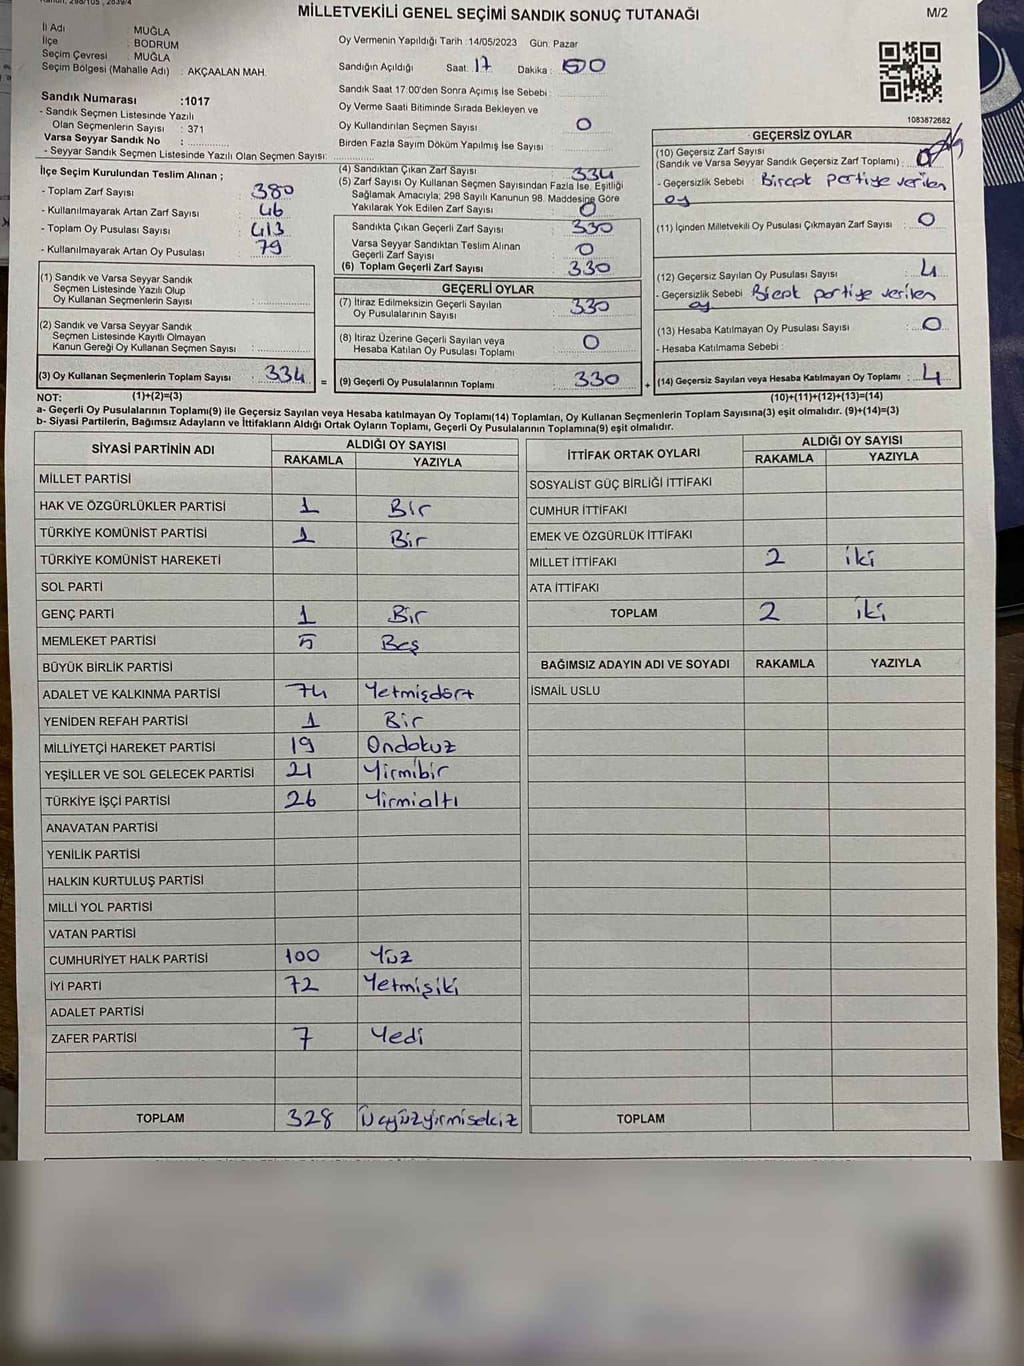 MİLLETVEKİLİ GENEL SEÇİMİ SANDIK SONUÇ TUTANAĞI
M/2
İl Adı : MUĞLA
İlçe : BODRUM
Seçim Çevresi : MUĞLA
Seçim Bölgesi (Mahalle Adı) : AKÇAALAN MAH.
Sandık Numarası :1017
- Sandık Seçmen Listesinde Yazılı
Olan Seçmenlerin Sayısı : 371
Varsa Seyyar Sandık No :
- Seyyar Sandık Seçmen Listesinde Yazılı Olan Seçmen Sayısı:
Oy Vermenin Yapıldığı Tarih :14/05/2023 Gün: Pazar
Sandığın Açıldığı Saat: 17 Dakika : 00
Sandık Saat 17:00'den Sonra Açımış İse Sebebi :
Oy Verme Saati Bitiminde Sırada Bekleyen ve
Oy Kullandırılan Seçmen Sayısı : 0
Birden Fazla Sayım Döküm Yapılmış İse Sayısı :
1083872682
İlçe Seçim Kurulundan Teslim Alınan ;
- Toplam Zarf Sayısı : 380
- Kullanılmayarak Artan Zarf Sayısı : 46
- Toplam Oy Pusulası Sayısı : 413
- Kullanılmayarak Artan Oy Pusulası : 79
(1) Sandık ve Varsa Seyyar Sandık
Seçmen Listesinde Yazılı Olup
Oy Kullanan Seçmenlerin Sayısı :
(2) Sandık ve Varsa Seyyar Sandık
Seçmen Listesinde Kayıtlı Olmayan
Kanun Gereği Oy Kullanan Seçmen Sayısı :
(3) Oy Kullanan Seçmenlerin Toplam Sayısı : 334 =
(4) Sandıktan Çıkan Zarf Sayısı : 334
(5) Zarf Sayısı Oy Kullanan Seçmen Sayısından Fazla İse, Eşitliği
Sağlamak Amacıyla, 298 Sayılı Kanunun 98. Maddesine Göre
Yakılarak Yok Edilen Zarf Sayısı : 0
Sandıkta Çıkan Geçerli Zarf Sayısı : 330
Varsa Seyyar Sandıktan Teslim Alınan
Geçerli Zarf Sayısı : 0
(6) Toplam Geçerli Zarf Sayısı : 330
GEÇERLİ OYLAR
(7) İtiraz Edilmeksizin Geçerli Sayılan
Oy Pusulalarının Sayısı : 330
(8) İtiraz Üzerine Geçerli Sayılan veya
Hesaba Katılan Oy Pusulası Toplamı : 0
(9) Geçerli Oy Pusulalarının Toplamı : 330 +
GEÇERSİZ OYLAR
(10) Geçersiz Zarf Sayısı
(Sandık ve Varsa Seyyar Sandık Geçersiz Zarf Toplamı) :
- Geçersizlik Sebebi : Birçok partiye verilen
oy
(11) İçinden Milletvekili Oy Pusulası Çıkmayan Zarf Sayısı : 0
(12) Geçersiz Sayılan Oy Pusulası Sayısı : 4
- Geçersizlik Sebebi partiye verilen
oy
(13) Hesaba Katılmayan Oy Pusulası Sayısı : 0
- Hesaba Katılmama Sebebi :
(14) Geçersiz Sayılan veya Hesaba Katılmayan Oy Toplamı : 4
NOT: (1)+(2)=(3)
(10)+(11)+(12)+(13)=(14)
a- Geçerli Oy Pusulalarının Toplamı(9) ile Geçersiz Sayılan veya Hesaba katılmayan Oy Toplamı(14) Toplamları, Oy Kullanan Seçmenlerin Toplam Sayısına(3) eşit olmalıdır. (9)+(14)=(3)
b- Siyasi Partilerin, Bağımsız Adayların ve İttifakların Aldığı Ortak Oyların Toplamı, Geçerli Oy Pusulalarının Toplamına(9) eşit olmalıdır.
SİYASİ PARTİNİN ADI ALDIĞI OY SAYISI
RAKAMLA YAZIYLA
MİLLET PARTİSİ
HAK VE ÖZGÜRLÜKLER PARTİSİ 1 Bir
TÜRKİYE KOMÜNİST PARTİSİ 1 Bir
TÜRKİYE KOMÜNİST HAREKETİ
SOL PARTİ
GENÇ PARTİ 1 Bir
MEMLEKET PARTİSİ 5 Beş
BÜYÜK BİRLİK PARTİSİ
ADALET VE KALKINMA PARTİSİ 74 Yetmişdört
YENİDEN REFAH PARTİSİ 1 Bir
MİLLİYETÇİ HAREKET PARTİSİ 19 Ondokuz
YEŞİLLER VE SOL GELECEK PARTİSİ 21 Yirmibir
TÜRKİYE İŞÇİ PARTİSİ 26 Yirmialtı
ANAVATAN PARTİSİ
YENİLİK PARTİSİ
HALKIN KURTULUŞ PARTİSİ
MİLLİ YOL PARTİSİ
VATAN PARTİSİ
CUMHURİYET HALK PARTİSİ 100 Yüz
İYİ PARTİ 72 Yetmişiki
ADALET PARTİSİ
ZAFER PARTİSİ 7 Yedi
TOPLAM 328 Üçyüzyirmisekiz
İTTİFAK ORTAK OYLARI ALDIĞI OY SAYISI
RAKAMLA YAZIYLA
SOSYALİST GÜÇ BİRLİĞİ İTTİFAKI
CUMHUR İTTİFAKI
EMEK VE ÖZGÜRLÜK İTTİFAKI
MİLLET İTTİFAKI 2 iki
ATA İTTİFAKI
TOPLAM 2 iki
BAĞIMSIZ ADAYIN ADI VE SOYADI RAKAMLA YAZIYLA
İSMAİL USLU
TOPLAM